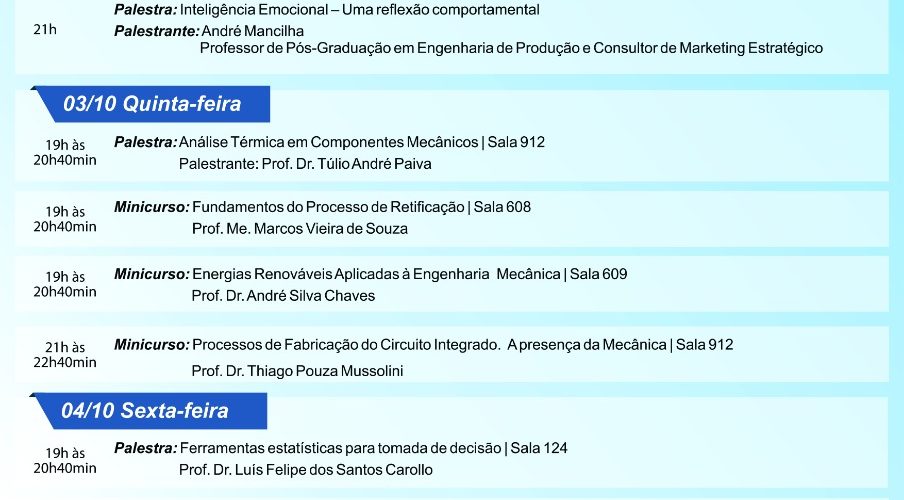 Palestra: Inteligência Emocional – Uma reflexão comportamental
21h
Palestrante: André Mancilha
Professor de Pós-Graduação em Engenharia de Produção e Consultor de Marketing Estratégico
03/10 Quinta-feira
19h às
20h40min
Palestra: Análise Térmica em Componentes Mecânicos | Sala 912
Palestrante: Prof. Dr. Túlio André Paiva
19h às
20h40min
Minicurso: Fundamentos do Processo de Retificação | Sala 608
Prof. Me. Marcos Vieira de Souza
19h às
20h40min
Minicurso: Energias Renováveis Aplicadas à Engenharia Mecânica | Sala 609
Prof. Dr. André Silva Chaves
21h às
22h40min
Minicurso: Processos de Fabricação do Circuito Integrado. A presença da Mecânica | Sala 912
Prof. Dr. Thiago Pouza Mussolini
04/10 Sexta-feira
19h às
20h40min
Palestra: Ferramentas estatísticas para tomada de decisão | Sala 124
Prof. Dr. Luís Felipe dos Santos Carollo